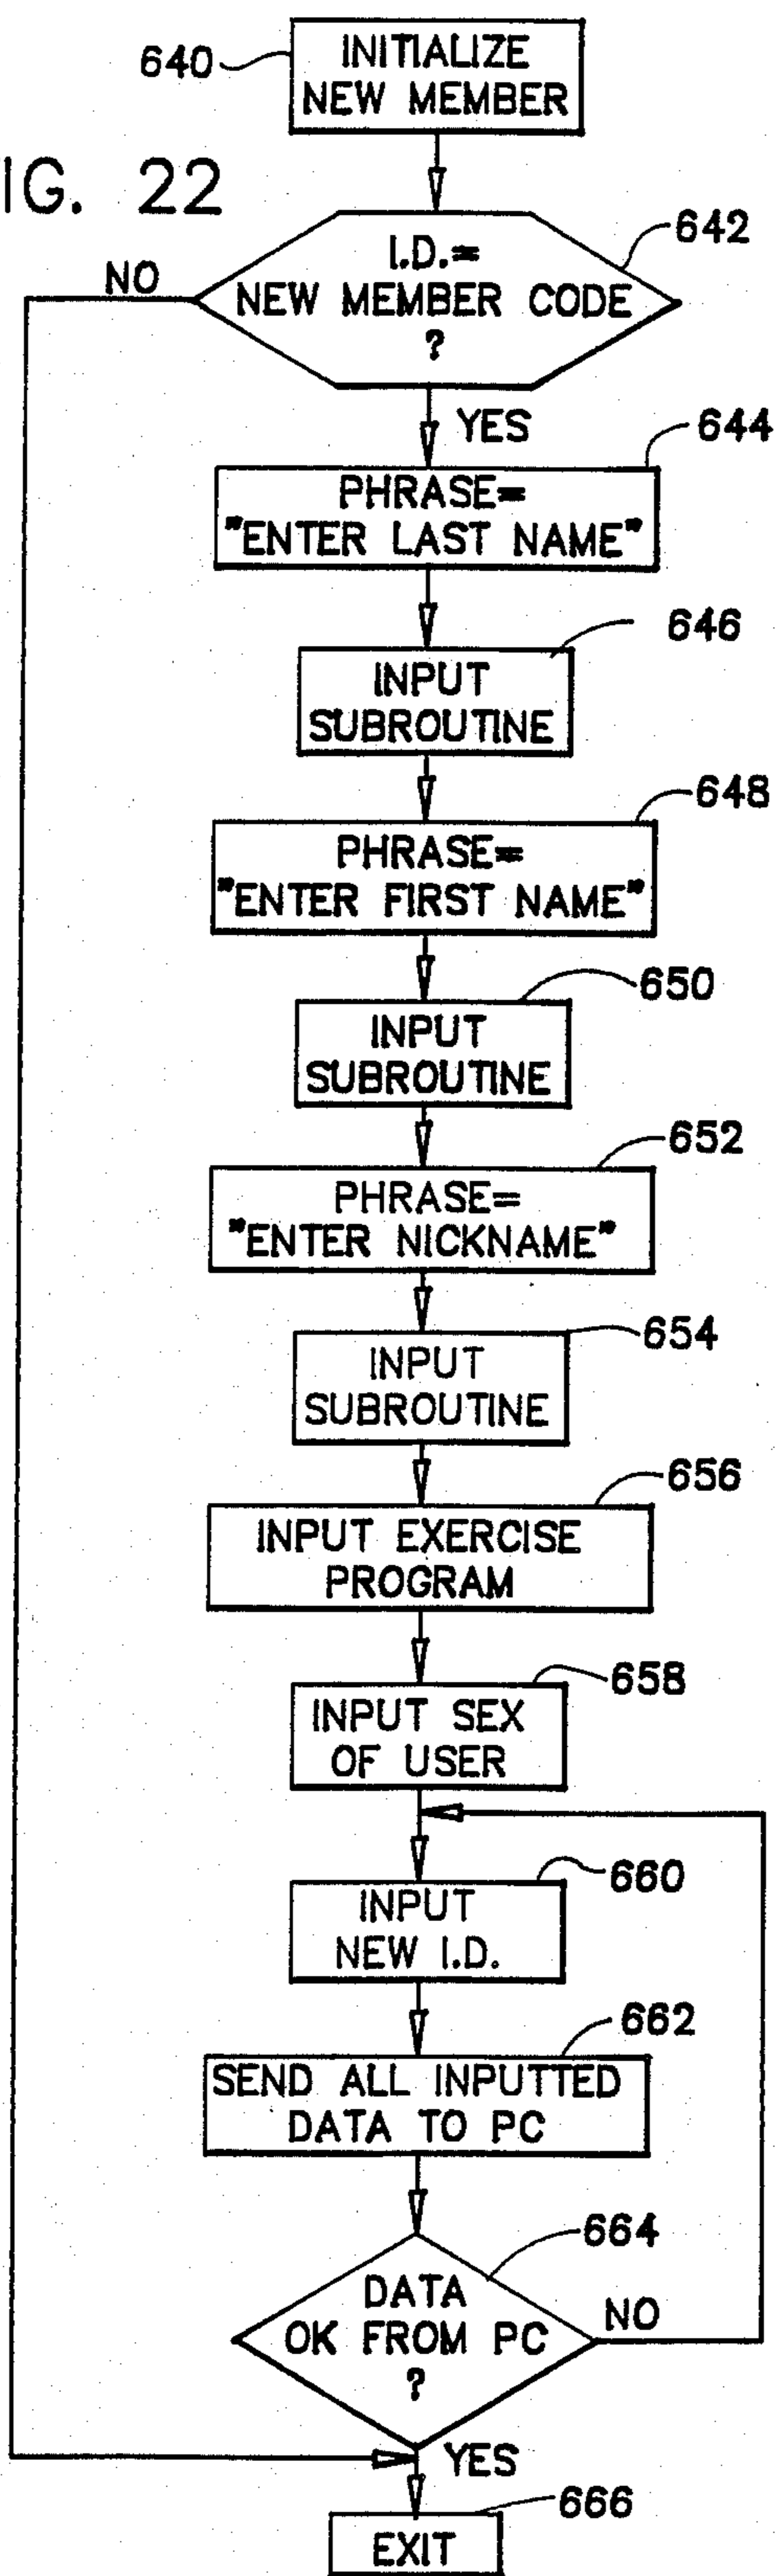 640
INITIALIZE
NEW MEMBER
IG. 22
642
I.D.=
NEW MEMBER CODE
?
NO
YES
644
PHRASE=
"ENTER LAST NAME"
646
INPUT
SUBROUTINE
648
PHRASE=
"ENTER FIRST NAME"
650
INPUT
SUBROUTINE
652
PHRASE=
"ENTER NICKNAME"
654
INPUT
SUBROUTINE
656
INPUT EXERCISE
PROGRAM
658
INPUT SEX
OF USER
660
INPUT
NEW I.D.
662
SEND ALL INPUTTED
DATA TO PC
664
DATA
OK FROM PC
?
NO
YES
666
EXIT